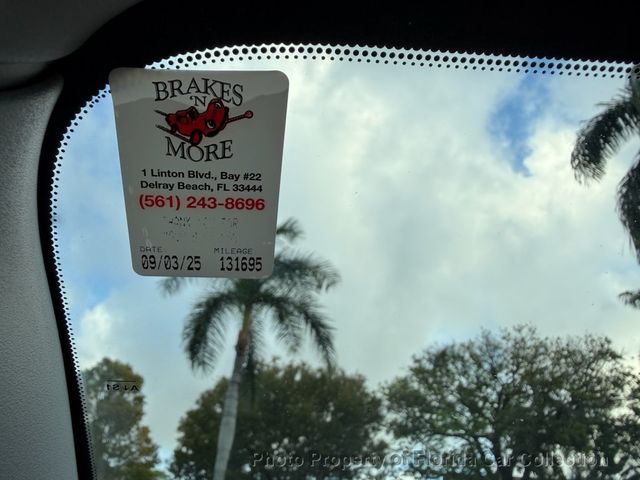 BRAKES
'N
MORE
1 Linton Blvd., Bay #22
Delray Beach, FL 33444
(561) 243-8696
DATE MILEAGE
09/03/25 131695
Photo Property of Florida Car Collection